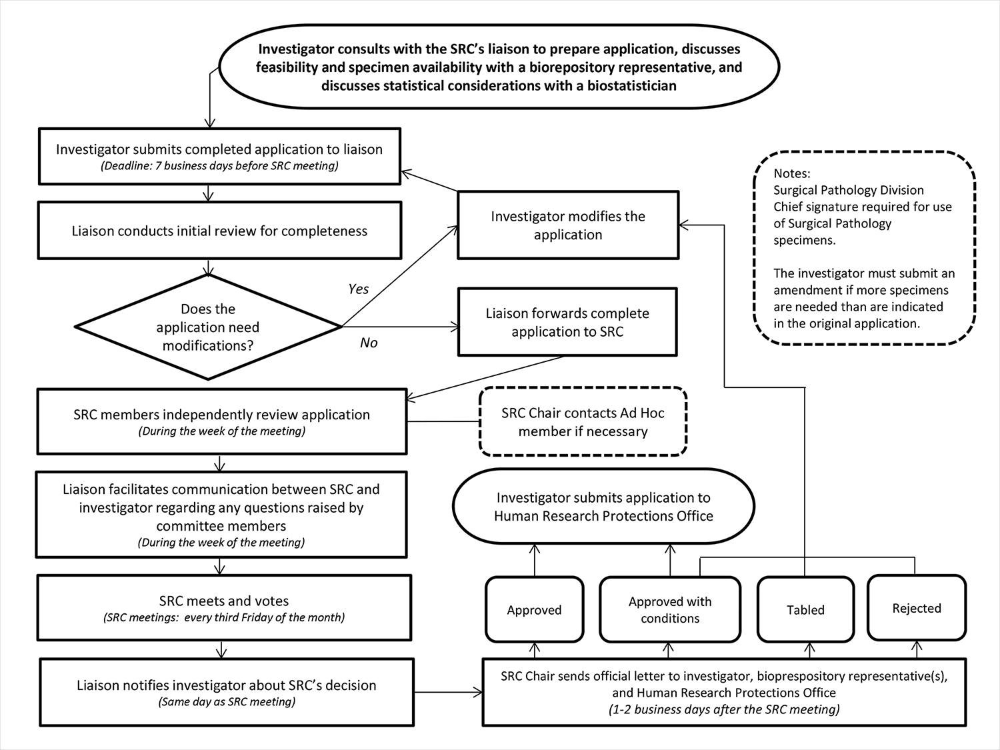 Investigator consults with the SRC’s liaison to prepare application, discusses
feasibility and specimen availability with a biorepository representative, and
discusses statistical considerations with a biostatistician
Investigator submits completed application to liaison
(Deadline: 7 business days before SRC meeting)
Liaison conducts initial review for completeness
Does the
application need
modifications?
Yes
No
Investigator modifies the
application
Liaison forwards complete
application to SRC
Notes:
Surgical Pathology Division
Chief signature required for use
of Surgical Pathology
specimens.
The investigator must submit an
amendment if more specimens
are needed than are indicated
in the original application.
SRC members independently review application
(During the week of the meeting)
SRC Chair contacts Ad Hoc
member if necessary
Liaison facilitates communication between SRC and
investigator regarding any questions raised by
committee members
(During the week of the meeting)
SRC meets and votes
(SRC meetings:  every third Friday of the month)
Liaison notifies investigator about SRC’s decision
(Same day as SRC meeting)
SRC Chair sends official letter to investigator, bioprespository representative(s),
and Human Research Protections Office
(1-2 business days after the SRC meeting)
Approved
Approved with
conditions
Tabled
Rejected
Investigator submits application to
Human Research Protections Office